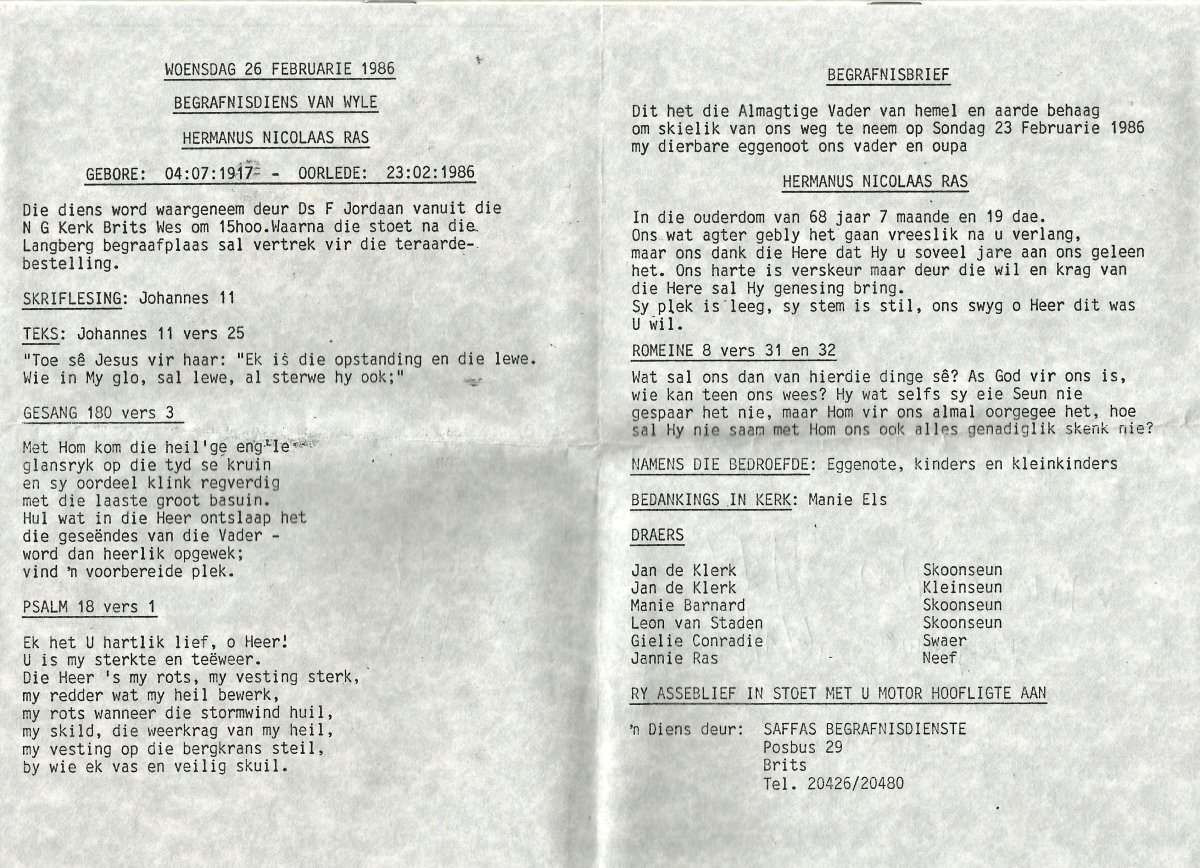 WOENSDAG 26 FEBRUARIE 1986
BEGRAFNISDIENS VAN WYLE
HERMANUS NICOLAAS RAS
GEBORE: 04:07:1917 - OORLEDE: 23:02:1986
Die diens word waargeneem deur Ds F Jordaan vanuit die
N G Kerk Brits Wes om 15hoo.Waarna die stoet na die
Langberg begraafplaas sal vertrek vir die teraarde-
bestelling.
SKRIFLESING: Johannes 11
TEKS: Johannes 11 vers 25
"Toe sê Jesus vir haar: "Ek is die opstanding en die lewe.
Wie in My glo, sal lewe, al sterwe hy ook;"
GESANG 180 vers 3
Met Hom kom die heil'ge eng'le
glansryk op die tyd se kruin
en sy oordeel klink regverdig
met die laaste groot basuin.
Hul wat in die Heer ontslaap het
die geseëndes van die Vader -
word dan heerlik opgewek;
vind 'n voorbereide plek.
PSALM 18 vers 1
Ek het U hartlik lief, o Heer!
U is my sterkte en teëweer.
Die Heer 's my rots, my vesting sterk,
my redder wat my heil bewerk,
my rots wanneer die stormwind huil,
my skild, die weerkrag van my heil,
my vesting op die bergkrans steil,
by wie ek vas en veilig skuil.
BEGRAFNISBRIEF
Dit het die Almagtige Vader van hemel en aarde behaag
om skielik van ons weg te neem op Sondag 23 Februarie 1986
my dierbare eggenoot ons vader en oupa
HERMANUS NICOLAAS RAS
In die ouderdom van 68 jaar 7 maande en 19 dae.
Ons wat agter gebly het gaan vreeslik na u verlang,
maar ons dank die Here dat Hy u soveel jare aan ons geleen
het. Ons harte is verskeur maar deur die wil en krag van
die Here sal Hy genesing bring.
Sy plek is leeg, sy stem is stil, ons swyg o Heer dit was
U wil.
ROMEINE 8 vers 31 en 32
Wat sal ons dan van hierdie dinge sê? As God vir ons is,
wie kan teen ons wees? Hy wat selfs sy eie Seun nie
gespaar het nie, maar Hom vir ons almal oorgegee het, hoe
sal Hy nie saam met Hom ons ook alles genadiglik skenk nie?
NAMENS DIE BEDROEFDE: Eggenote, kinders en kleinkinders
BEDANKINGS IN KERK: Manie Els
DRAERS
Jan de Klerk Skoonseun
Jan de Klerk Kleinseun
Manie Barnard Skoonseun
Leon van Staden Skoonseun
Gielie Conradie Swaer
Jannie Ras Neef
RY ASSEBLIEF IN STOET MET U MOTOR HOOFLIGTE AAN
'n Diens deur: SAFFAS BEGRAFNISDIENSTE
Posbus 29
Brits
Tel. 20426/20480